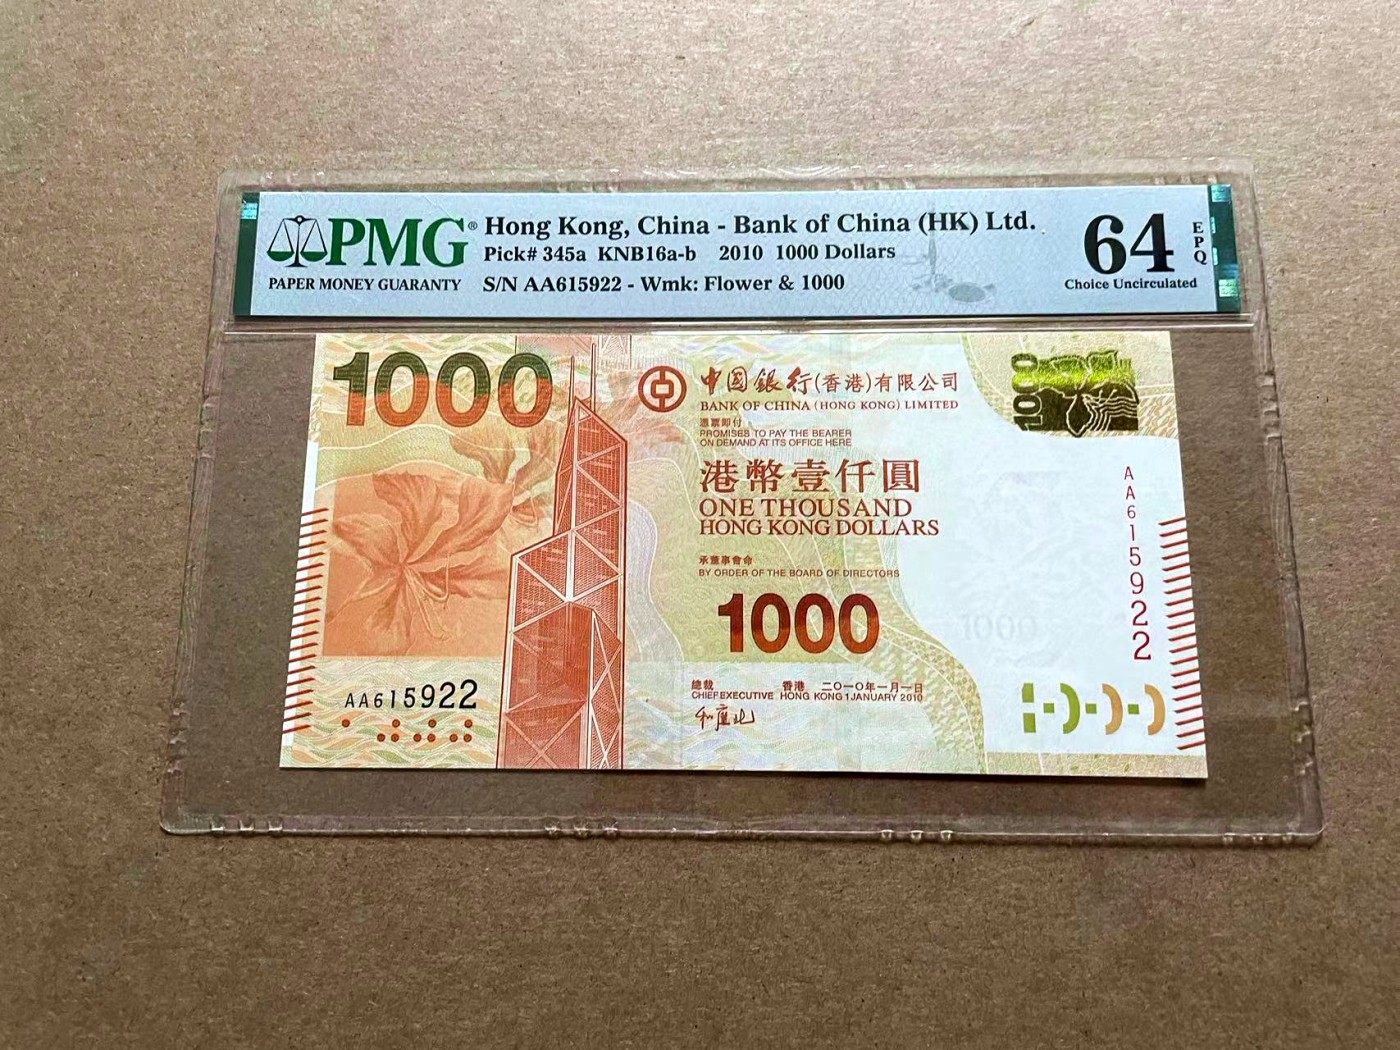 PMG®
PAPER MONEY GUARANTY
Hong Kong, China - Bank of China (HK) Ltd.
Pick# 345a KNB16a-b 2010 1000 Dollars
S/N AA615922 - Wmk: Flower & 1000
64
EPQ
Choice Uncirculated
1000
中國銀行(香港)有限公司
BANK OF CHINA (HONG KONG) LIMITED
憑票即付
PROMISES TO PAY THE BEARER
ON DEMAND AT ITS OFFICE HERE
1000
港幣壹仟圓
ONE THOUSAND
HONG KONG DOLLARS
AA615922
承董事會命
BY ORDER OF THE BOARD OF DIRECTORS
1000
1000
AA615922
總裁 香港 二〇一〇年一月一日
CHIEF EXECUTIVE HONG KONG 1 JANUARY 2010
和廣北